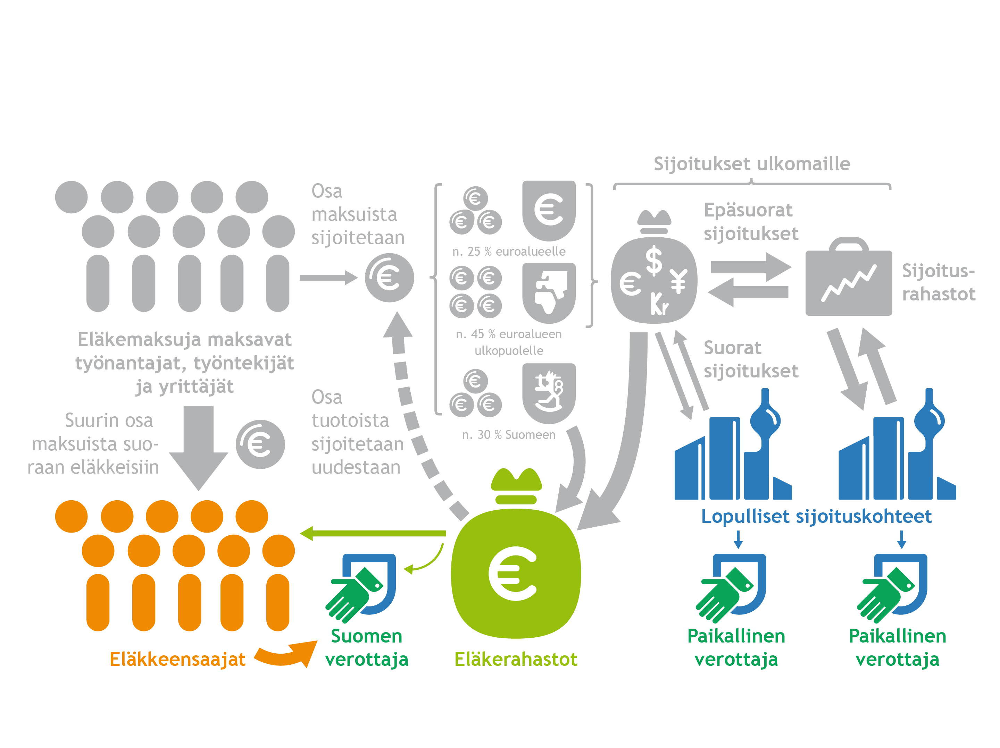 Sijoitukset ulkomaille
Osa
maksuista
sijoitetaan
Eläkemaksuja maksavat
työnantajat, työntekijät
ja yrittäjät
Suurin osa
maksuista suo-
raan eläkkeisiin
€
€
n. 25 % euroalueelle
n. 45 % euroalueen
ulkopuolelle
n. 30 % Suomeen
$
€ ¥
Kr
Epäsuorat
sijoitukset
Sijoitus-
rahastot
Suorat
sijoitukset
Osa
tuotoista
sijoitetaan
uudestaan
Lopulliset sijoituskohteet
Eläkkeensaajat
Suomen
verottaja
€
Eläkerahastot
Paikallinen
verottaja
Paikallinen
verottaja